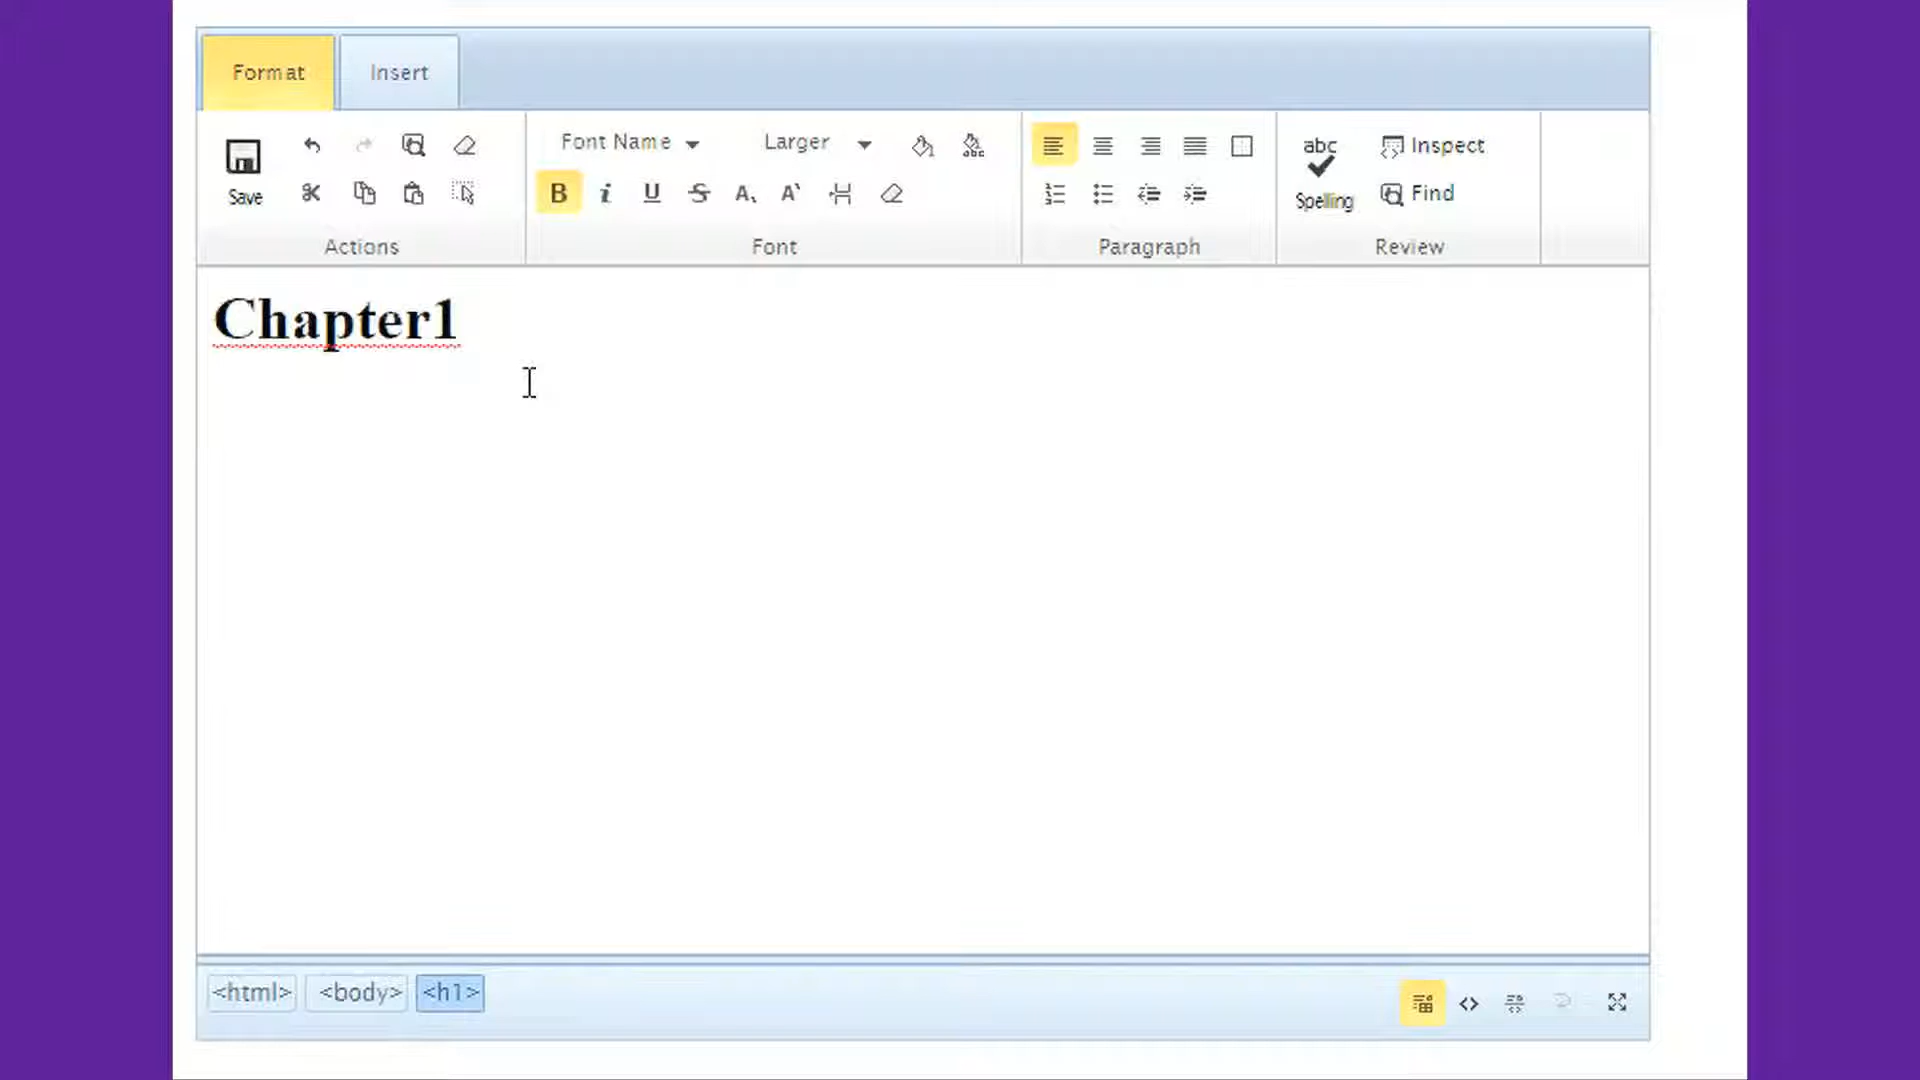 Format Insert
Font Name Larger abc Inspect
Save B i U S A, A` Spelling Find
Actions Font Paragraph Review
Chapter1
<html> <body> <h1>